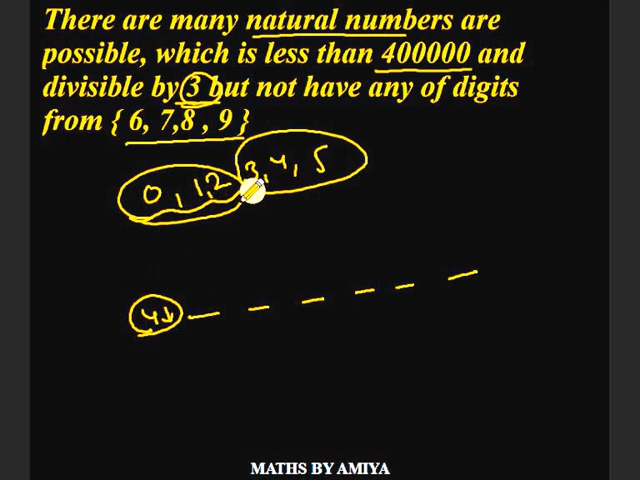 There are many natural numbers are
possible, which is less than 400000 and
divisible by 3 but not have any of digits
from { 6, 7,8 , 9 }
0, 1,2 3,4, 5
4↓
MATHS BY AMIYA